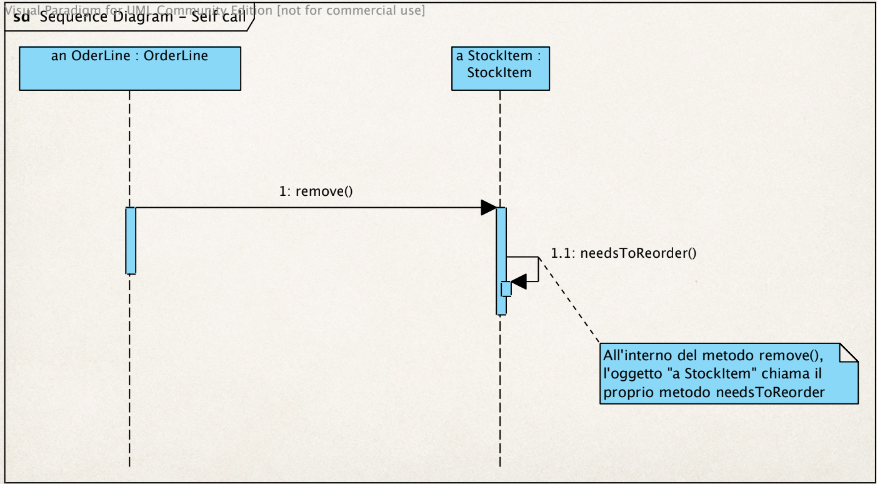 Visual Paradigm for UML Community Edition [not for commercial use]
sd Sequence Diagram - Self call
an OderLine : OrderLine
a StockItem :
StockItem
1: remove()
1.1: needsToReorder()
All'interno del metodo remove(),
l'oggetto "a StockItem" chiama il
proprio metodo needsToReorder